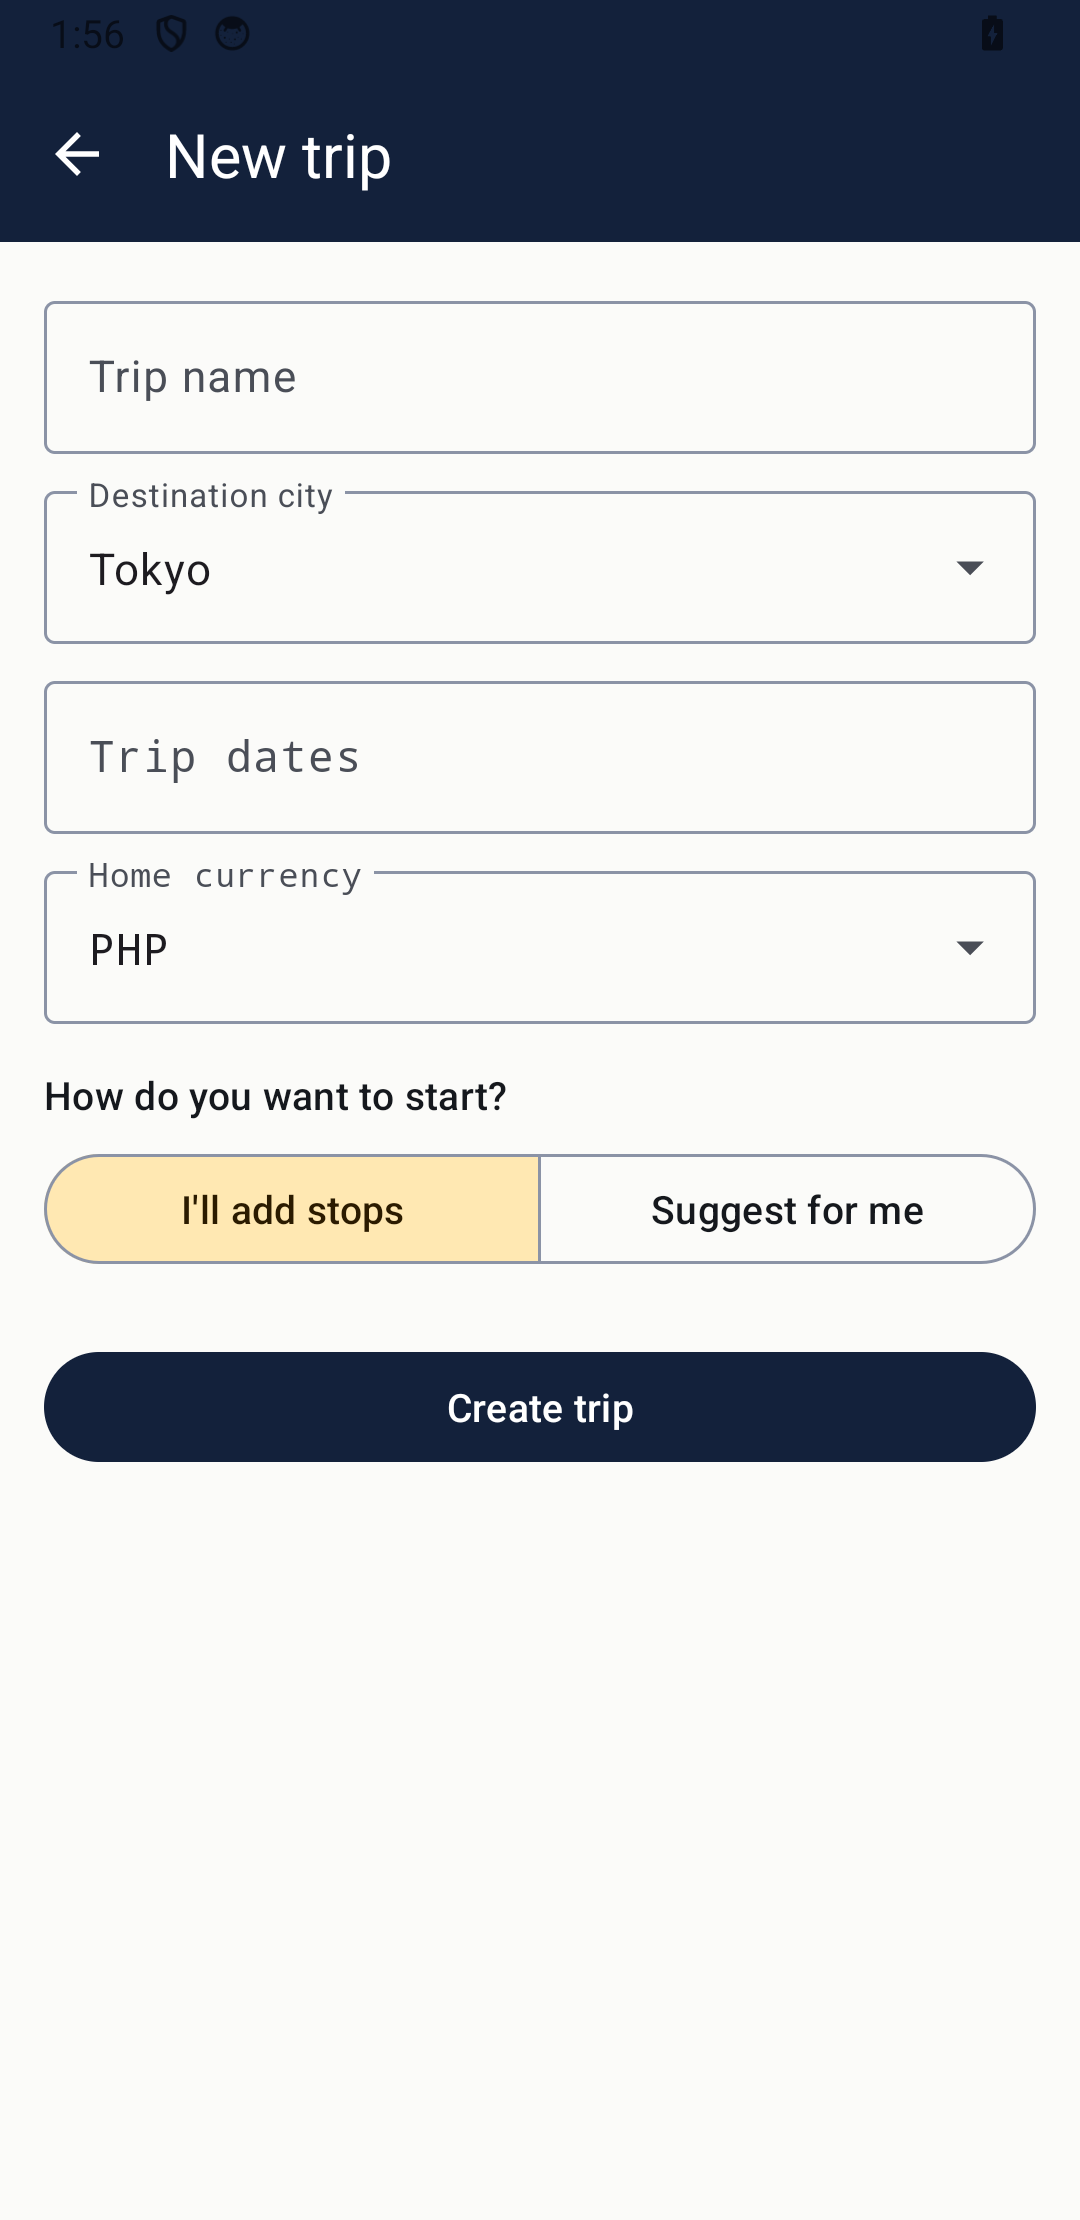 1:56
New trip
Trip name
Destination city
Tokyo
Trip dates
Home currency
PHP
How do you want to start?
I'll add stops
Suggest for me
Create trip